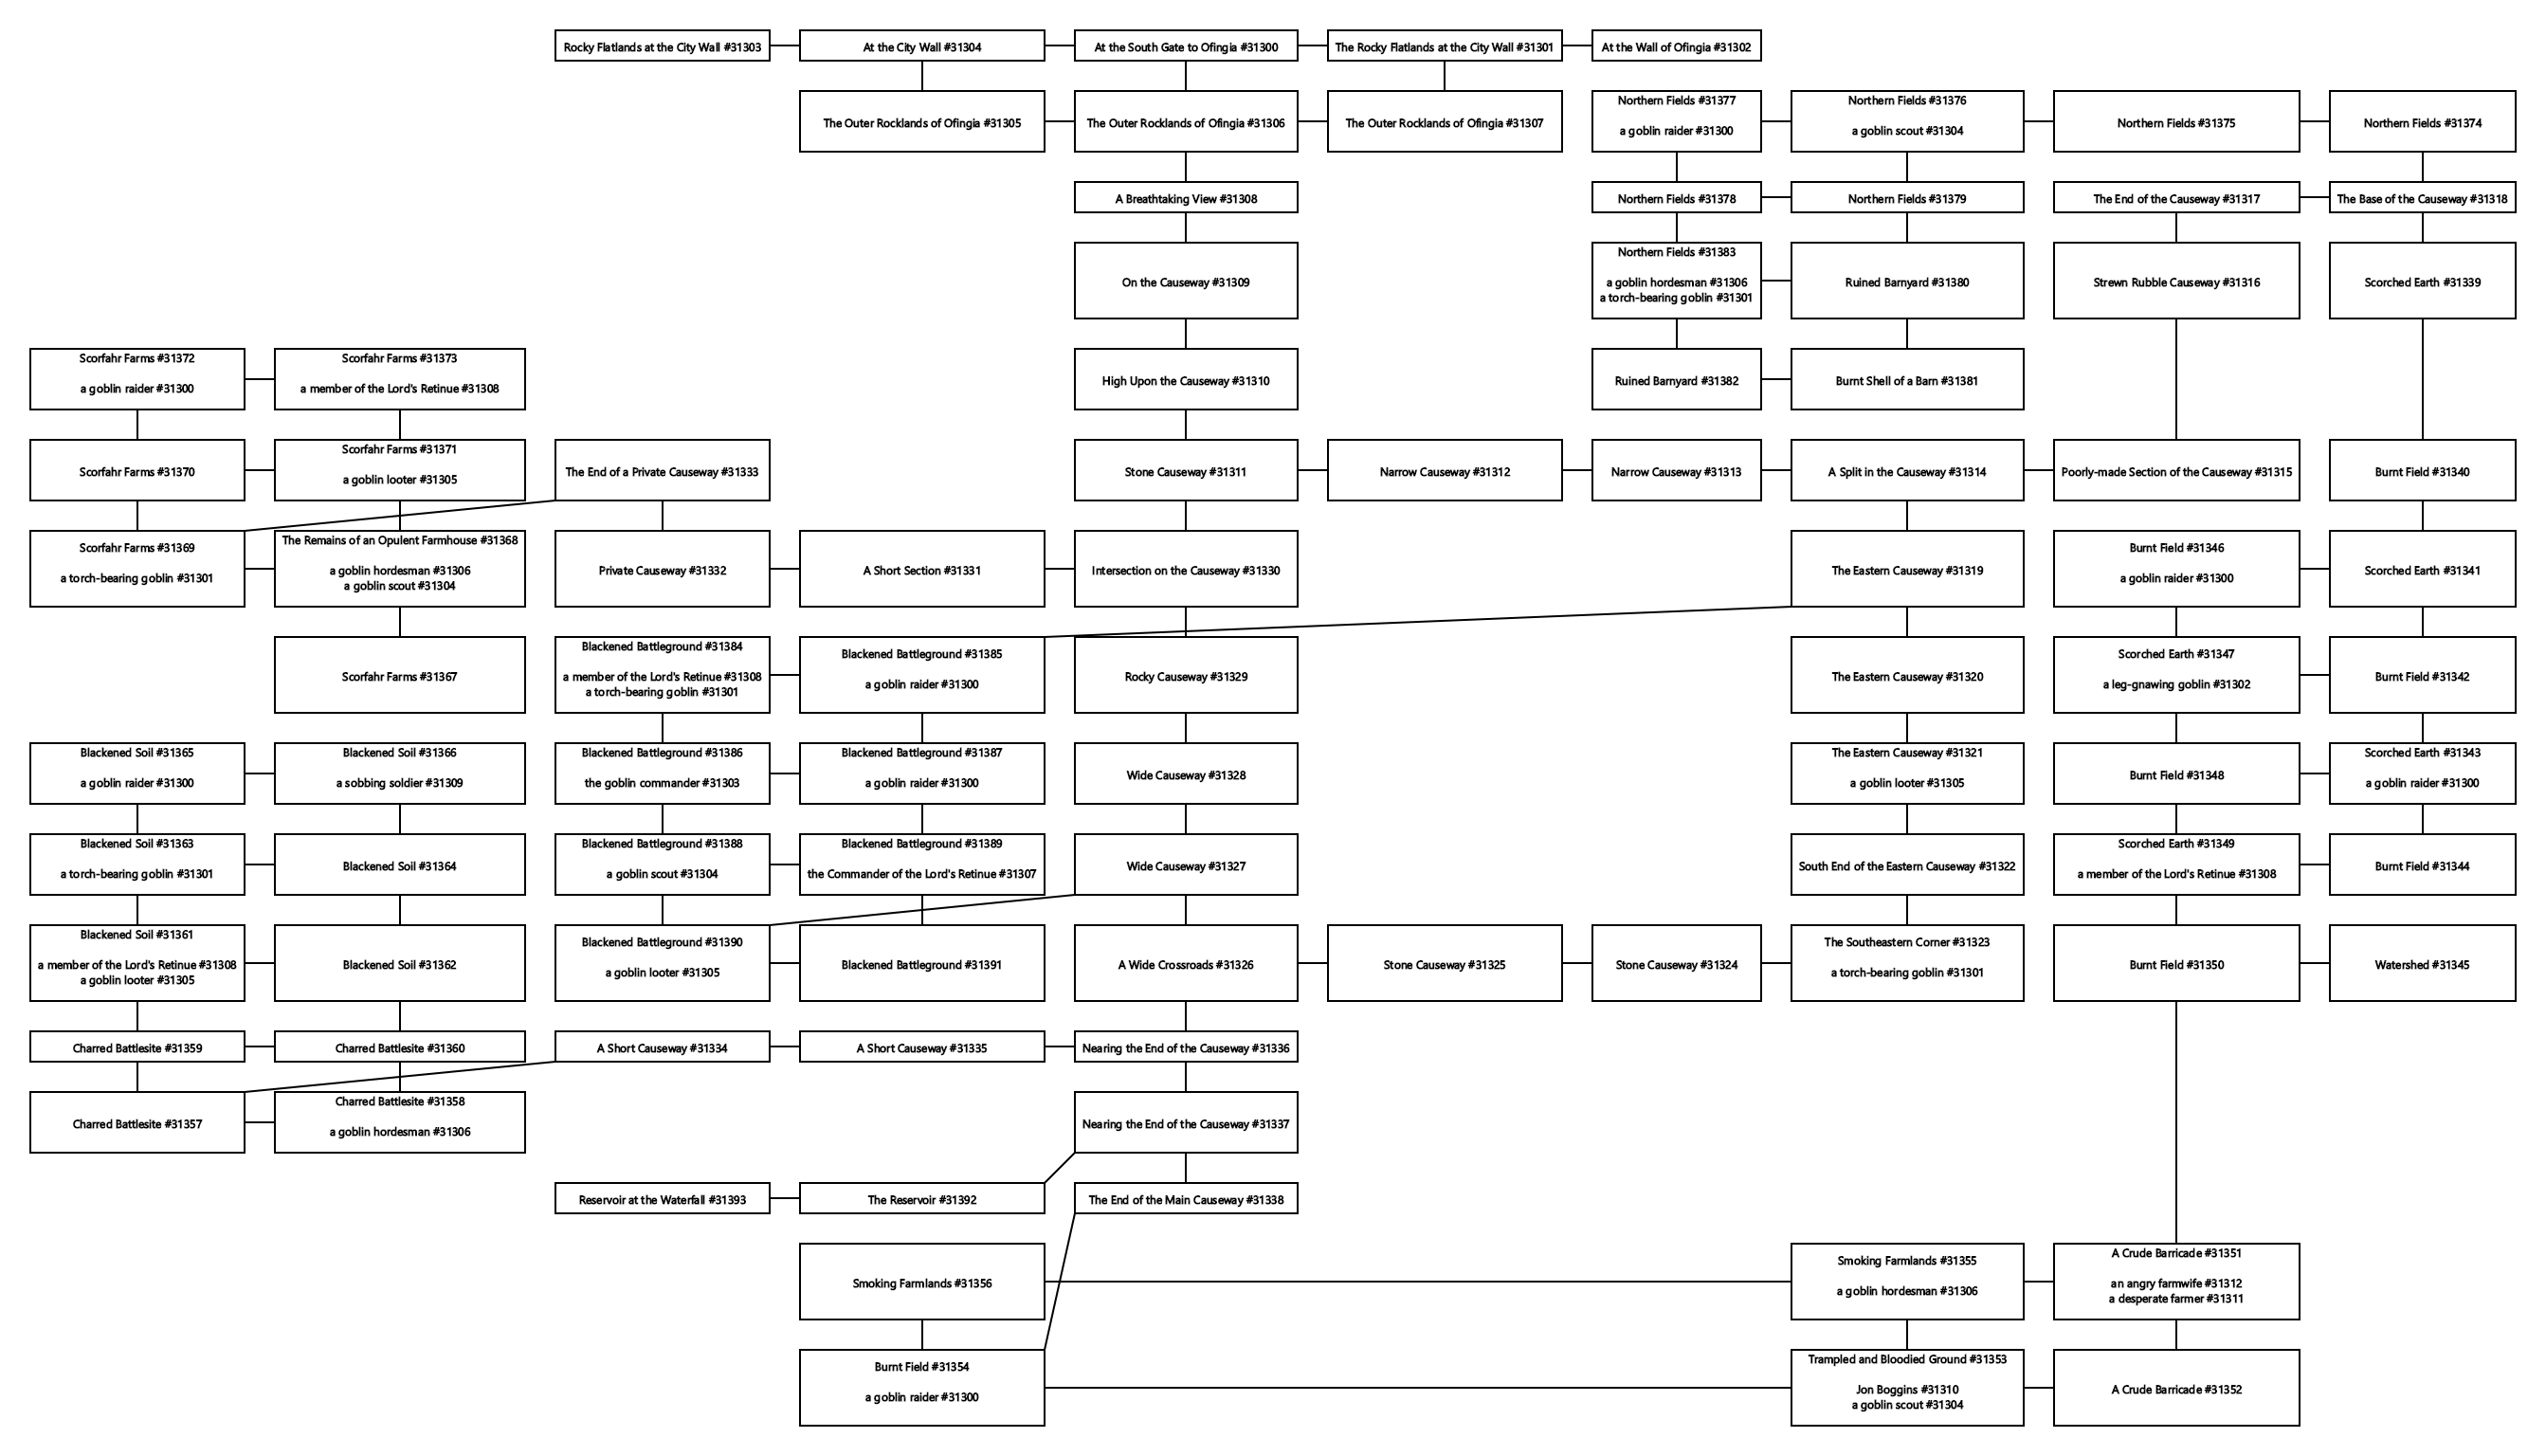 Rocky Flatlands at the City Wall #31303
At the City Wall #31304
At the South Gate to Ofingia #31300
The Rocky Flatlands at the City Wall #31301
At the Wall of Ofingia #31302
The Outer Rocklands of Ofingia #31305
The Outer Rocklands of Ofingia #31306
The Outer Rocklands of Ofingia #31307
Northern Fields #31377
a goblin raider #31300
Northern Fields #31376
a goblin scout #31304
Northern Fields #31375
Northern Fields #31374
A Breathtaking View #31308
Northern Fields #31378
Northern Fields #31379
The End of the Causeway #31317
The Base of the Causeway #31318
On the Causeway #31309
Northern Fields #31383
a goblin hordesman #31306
a torch-bearing goblin #31301
Ruined Barnyard #31380
Strewn Rubble Causeway #31316
Scorched Earth #31339
Scorfahr Farms #31372
a goblin raider #31300
Scorfahr Farms #31373
a member of the Lord's Retinue #31308
High Upon the Causeway #31310
Ruined Barnyard #31382
Burnt Shell of a Barn #31381
Scorfahr Farms #31370
Scorfahr Farms #31371
a goblin looter #31305
The End of a Private Causeway #31333
Stone Causeway #31311
Narrow Causeway #31312
Narrow Causeway #31313
A Split in the Causeway #31314
Poorly-made Section of the Causeway #31315
Burnt Field #31340
Scorfahr Farms #31369
a torch-bearing goblin #31301
The Remains of an Opulent Farmhouse #31368
a goblin hordesman #31306
a goblin scout #31304
Private Causeway #31332
A Short Section #31331
Intersection on the Causeway #31330
The Eastern Causeway #31319
Burnt Field #31346
a goblin raider #31300
Scorched Earth #31341
Scorfahr Farms #31367
Blackened Battleground #31384
a member of the Lord's Retinue #31308
a torch-bearing goblin #31301
Blackened Battleground #31385
a goblin raider #31300
Rocky Causeway #31329
The Eastern Causeway #31320
Scorched Earth #31347
a leg-gnawing goblin #31302
Burnt Field #31342
Blackened Soil #31365
a goblin raider #31300
Blackened Soil #31366
a sobbing soldier #31309
Blackened Battleground #31386
the goblin commander #31303
Blackened Battleground #31387
a goblin raider #31300
Wide Causeway #31328
The Eastern Causeway #31321
a goblin looter #31305
Burnt Field #31348
Scorched Earth #31343
a goblin raider #31300
Blackened Soil #31363
a torch-bearing goblin #31301
Blackened Soil #31364
Blackened Battleground #31388
a goblin scout #31304
Blackened Battleground #31389
the Commander of the Lord's Retinue #31307
Wide Causeway #31327
South End of the Eastern Causeway #31322
Scorched Earth #31349
a member of the Lord's Retinue #31308
Burnt Field #31344
Blackened Soil #31361
a member of the Lord's Retinue #31308
a goblin looter #31305
Blackened Soil #31362
Blackened Battleground #31390
a goblin looter #31305
Blackened Battleground #31391
A Wide Crossroads #31326
Stone Causeway #31325
Stone Causeway #31324
The Southeastern Corner #31323
a torch-bearing goblin #31301
Burnt Field #31350
Watershed #31345
Charred Battlesite #31359
Charred Battlesite #31360
A Short Causeway #31334
A Short Causeway #31335
Nearing the End of the Causeway #31336
Charred Battlesite #31357
Charred Battlesite #31358
a goblin hordesman #31306
Nearing the End of the Causeway #31337
Reservoir at the Waterfall #31393
The Reservoir #31392
The End of the Main Causeway #31338
Smoking Farmlands #31356
Smoking Farmlands #31355
a goblin hordesman #31306
A Crude Barricade #31351
an angry farmwife #31312
a desperate farmer #31311
Burnt Field #31354
a goblin raider #31300
Trampled and Bloodied Ground #31353
Jon Boggins #31310
a goblin scout #31304
A Crude Barricade #31352